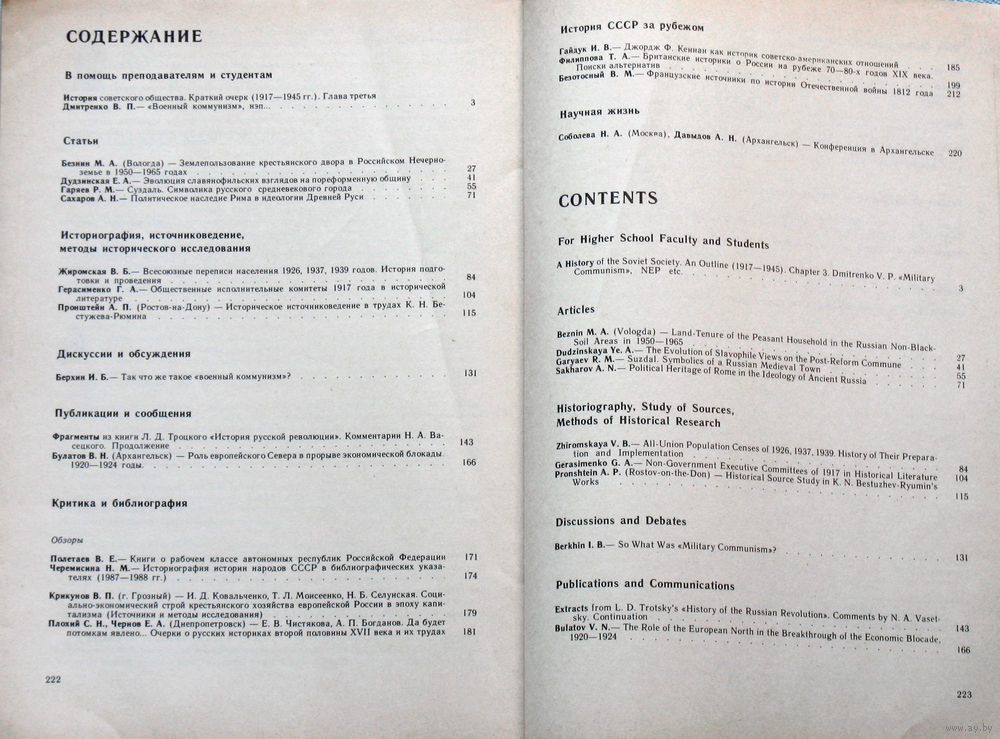 СОДЕРЖАНИЕ
В помощь преподавателям и студентам
История советского общества. Краткий очерк (1917—1945 гг.). Глава третья
Дмитренко В. П.— «Военный коммунизм», нэп... 3
Статьи
Безнин М. А. (Вологда) — Землепользование крестьянского двора в Российском Нечерно-
земье в 1950—1965 годах 27
Дудзинская Е. А.— Эволюция славянофильских взглядов на пореформенную общину 41
Гаряев Р. М.— Суздаль. Символика русского средневекового города 55
Сахаров А. Н.— Политическое наследие Рима в идеологии Древней Руси 71
Историография, источниковедение,
методы исторического исследования
Жиромская В. Б.— Всесоюзные переписи населения 1926, 1937, 1939 годов. История подго-
товки и проведения 84
Герасименко Г. А.— Общественные исполнительные комитеты 1917 года в исторической
литературе 104
Пронштейн А. П. (Ростов-на-Дону) — Историческое источниковедение в трудах К. Н. Бе-
стужева-Рюмина 115
Дискуссии и обсуждения
Берхин И. Б.— Так что же такое «военный коммунизм»? 131
Публикации и сообщения
Фрагменты из книги Л. Д. Троцкого «История русской революции». Комментарии Н. А. Ва-
сецкого. Продолжение 143
Булатов В. Н. (Архангельск) — Роль европейского Севера в прорыве экономической блокады.
1920—1924 годы. 166
Критика и библиография
Обзоры
Полетаев В. Е.— Книги о рабочем классе автономных республик Российской Федерации 171
Черемисина Н. М.— Историография истории народов СССР в библиографических указа-
телях (1987—1988 гг.) 174
Крикунов В. П. (г. Грозный) — И. Д. Ковальченко, Т. Л. Моисеенко, Н. Б. Селунская. Соци-
ально-экономический строй крестьянского хозяйства европейской России в эпоху капи-
тализма (Источники и методы исследования) 179
Плохий С. Н., Чернов Е. А. (Днепропетровск) — Е. В. Чистякова, А. П. Богданов. Да будет
потомкам явлено... Очерки о русских историках второй половины XVII века и их трудах 181
222
История СССР за рубежом
Гайдук И. В.— Джордж Ф. Кеннан как историк советско-американских отношений 185
Филиппова Т. А.— Британские историки о России на рубеже 70—80-х годов XIX века.
Поиски альтернатив 199
Безотосный В. М.— Французские источники по истории Отечественной войны 1812 года 212
Научная жизнь
Соболева Н. А. (Москва), Давыдов А. Н. (Архангельск) — Конференция в Архангельске 220
CONTENTS
For Higher School Faculty and Students
A History of the Soviet Society. An Outline (1917—1945). Chapter 3. Dmitrenko V. P. «Military
Communism», NEP etc. 3
Articles
Beznin M. A. (Vologda) — Land-Tenure of the Peasant Household in the Russian Non-Black-
Soil Areas in 1950—1965 27
Dudzinskaya Ye. A.— The Evolution of Slavophile Views on the Post-Reform Commune 41
Garyaev R. M.— Suzdal. Symbolics of a Russian Medieval Town 55
Sakharov A. N.— Political Heritage of Rome in the Ideology of Ancient Russia 71
Historiography, Study of Sources,
Methods of Historical Research
Zhiromskaya V. B.— All-Union Population Censes of 1926, 1937, 1939. History of Their Prepara-
tion and Implementation 84
Gerasimenko G. A.— Non-Government Executive Committees of 1917 in Historical Literature 104
Pronshtein A. P. (Rostov-on-the-Don) — Historical Source Study in K. N. Bestuzhev-Ryumin's
Works 115
Discussions and Debates
Berkhin I. B.— So What Was «Military Communism»? 131
Publications and Communications
Extracts from L. D. Trotsky's «History of the Russian Revolution». Comments by N. A. Vaset-
sky. Continuation 143
Bulatov V. N.— The Role of the European North in the Breakthrough of the Economic Blocade,
1920—1924 166
223
www.ay.by